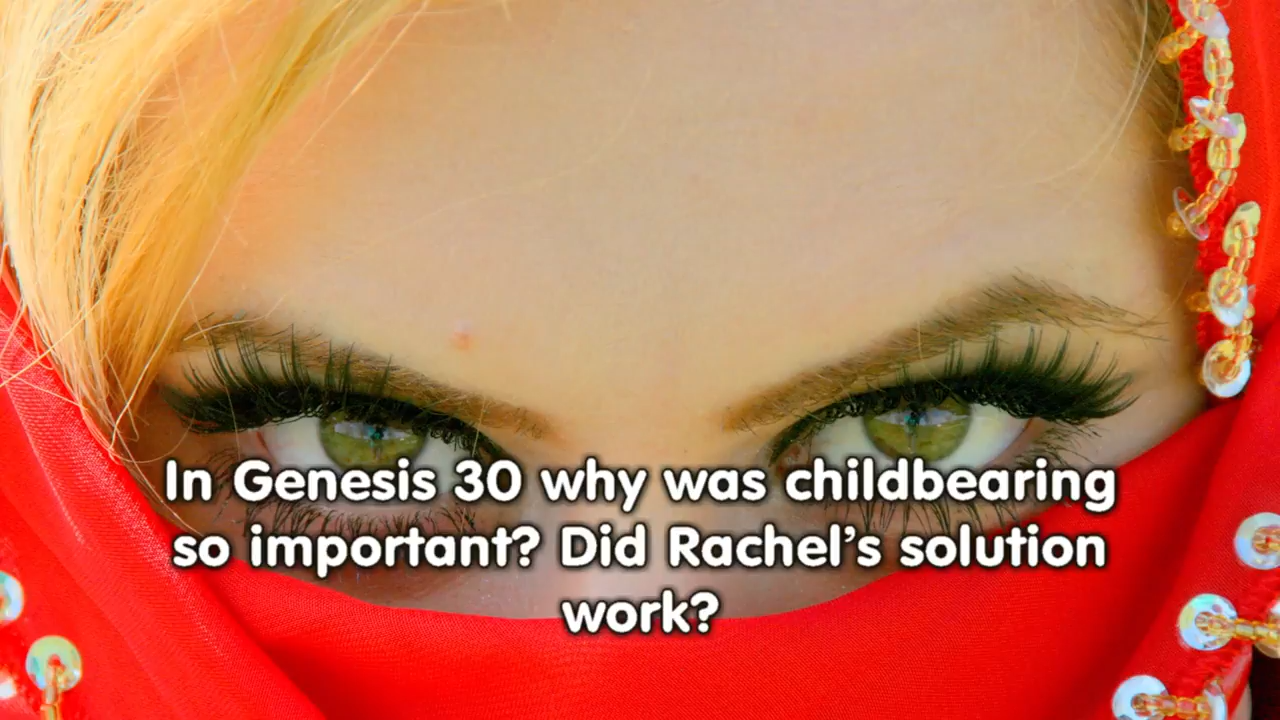 In Genesis 30 why was childbearing
so important? Did Rachel’s solution
work?